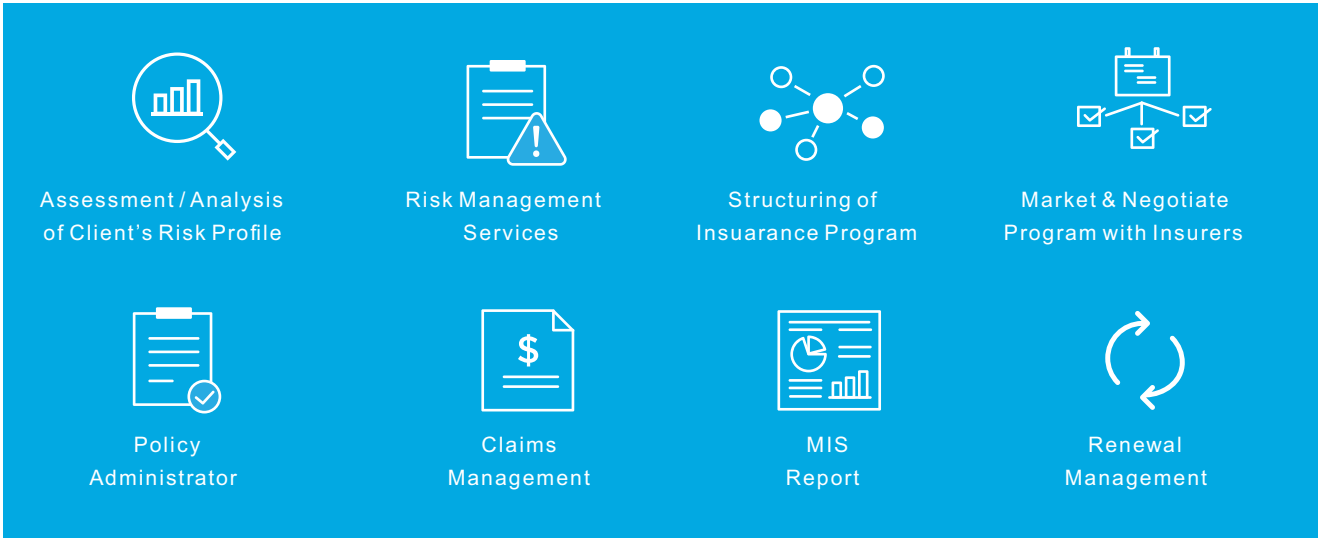 Assessment / Analysis
of Client’s Risk Profile
Risk Management
Services
Structuring of
Insuarance Program
Market & Negotiate
Program with Insurers
$
Policy
Administrator
Claims
Management
MIS
Report
Renewal
Management